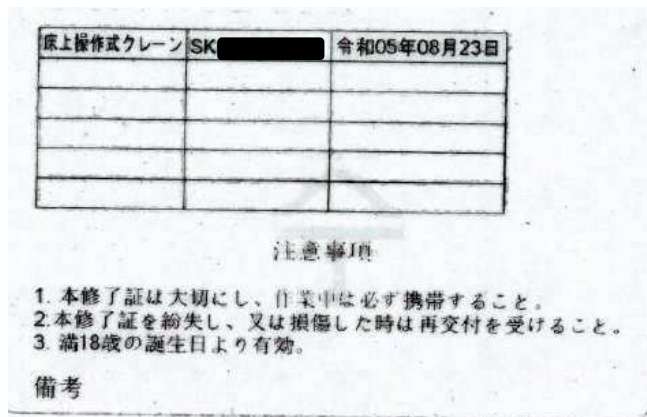 床上操作式クレーン SK 令和05年08月23日
注意事項
1. 本修了証は大切にし、作業中は必ず携帯すること。
2.本修了証を紛失し、又は損傷した時は再交付を受けること。
3. 満18歳の誕生日より有効。
備考